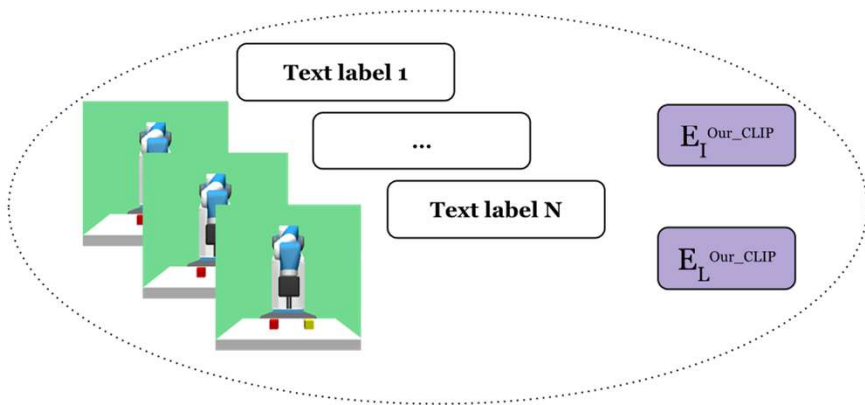 Text label 1
...
Text label N
E_I^Our_CLIP
E_L^Our_CLIP